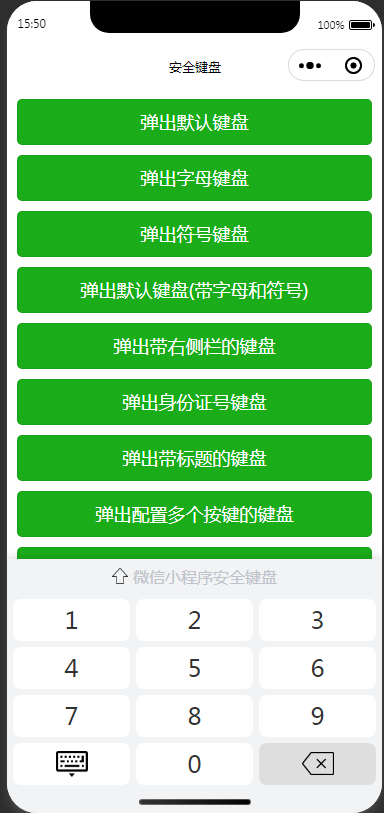 15:50
100%
安全键盘
弹出默认键盘
弹出字母键盘
弹出符号键盘
弹出默认键盘(带字母和符号)
弹出带右侧栏的键盘
弹出身份证号键盘
弹出带标题的键盘
弹出配置多个按键的键盘
微信小程序安全键盘
1 2 3
4 5 6
7 8 9
0